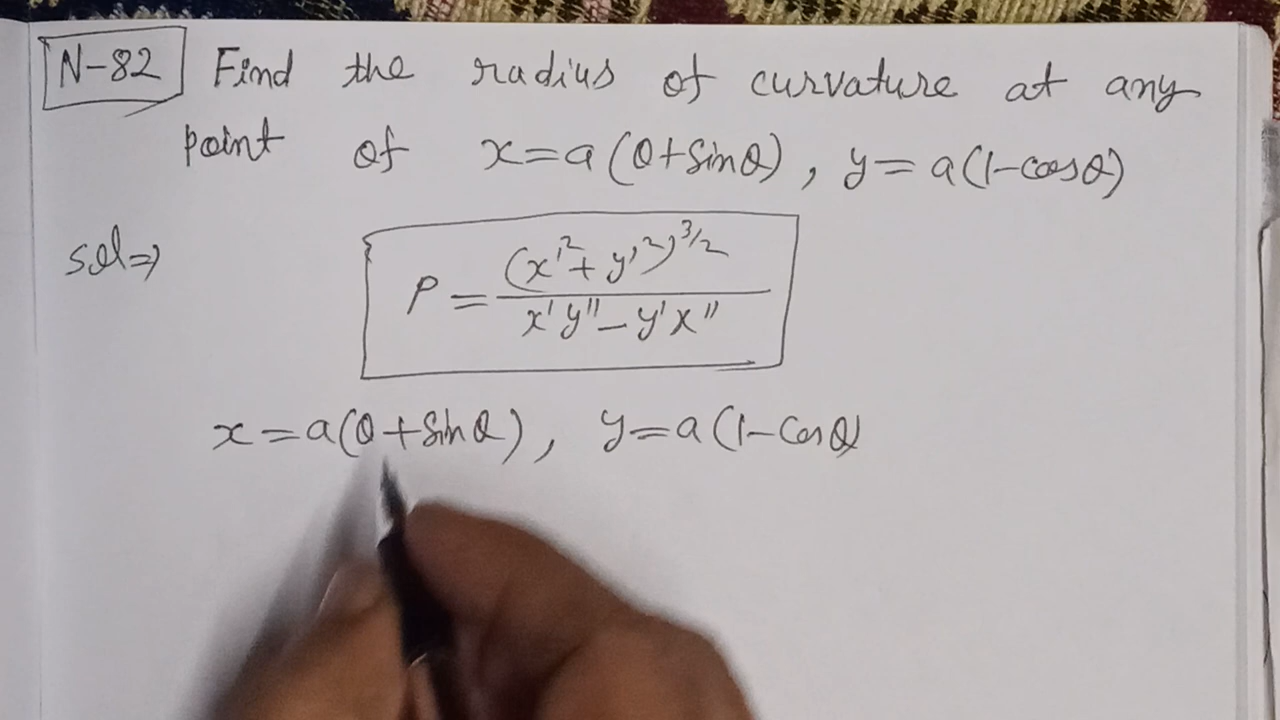 N-82 Find the radius of curvature at any
point of x=a(θ+sinθ), y=a(1-cosθ)
sol⇒
ρ = (x'²+y'²)^3/2 / x'y''-y'x''
x=a(θ+sinθ), y=a(1-cosθ)